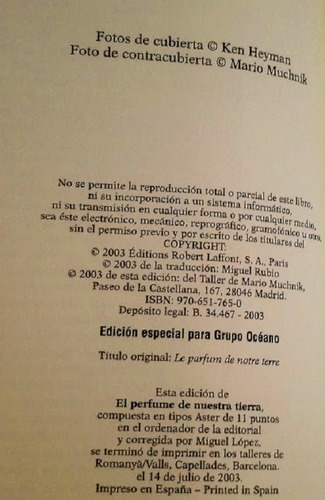 Fotos de cubierta © Ken Heyman
Foto de contracubierta © Mario Muchnik
No se permite la reproducción total o parcial de este libro,
ni su incorporación a un sistema informático,
ni su transmisión en cualquier forma o por cualquier medio,
sea éste electrónico, mecánico, reprográfico, gramofónico u otro,
sin el permiso previo y por escrito de los titulares del
COPYRIGHT:
© 2003 Éditions Robert Laffont, S. A., París
© 2003 de la traducción: Miguel Rubio
© 2003 de esta edición: del Taller de Mario Muchnik,
Paseo de la Castellana, 167, 28046 Madrid.
ISBN: 970-651-765-0
Depósito legal: B. 34.467 - 2003
Edición especial para Grupo Océano
Título original: Le parfum de notre terre
Esta edición de
El perfume de nuestra tierra,
compuesta en tipos Aster de 11 puntos
en el ordenador de la editorial
y corregida por Miguel López,
se terminó de imprimir en los talleres de
Romanyà/Valls, Capellades, Barcelona.
el 14 de julio de 2003.
Impreso en España – Printed in Spain